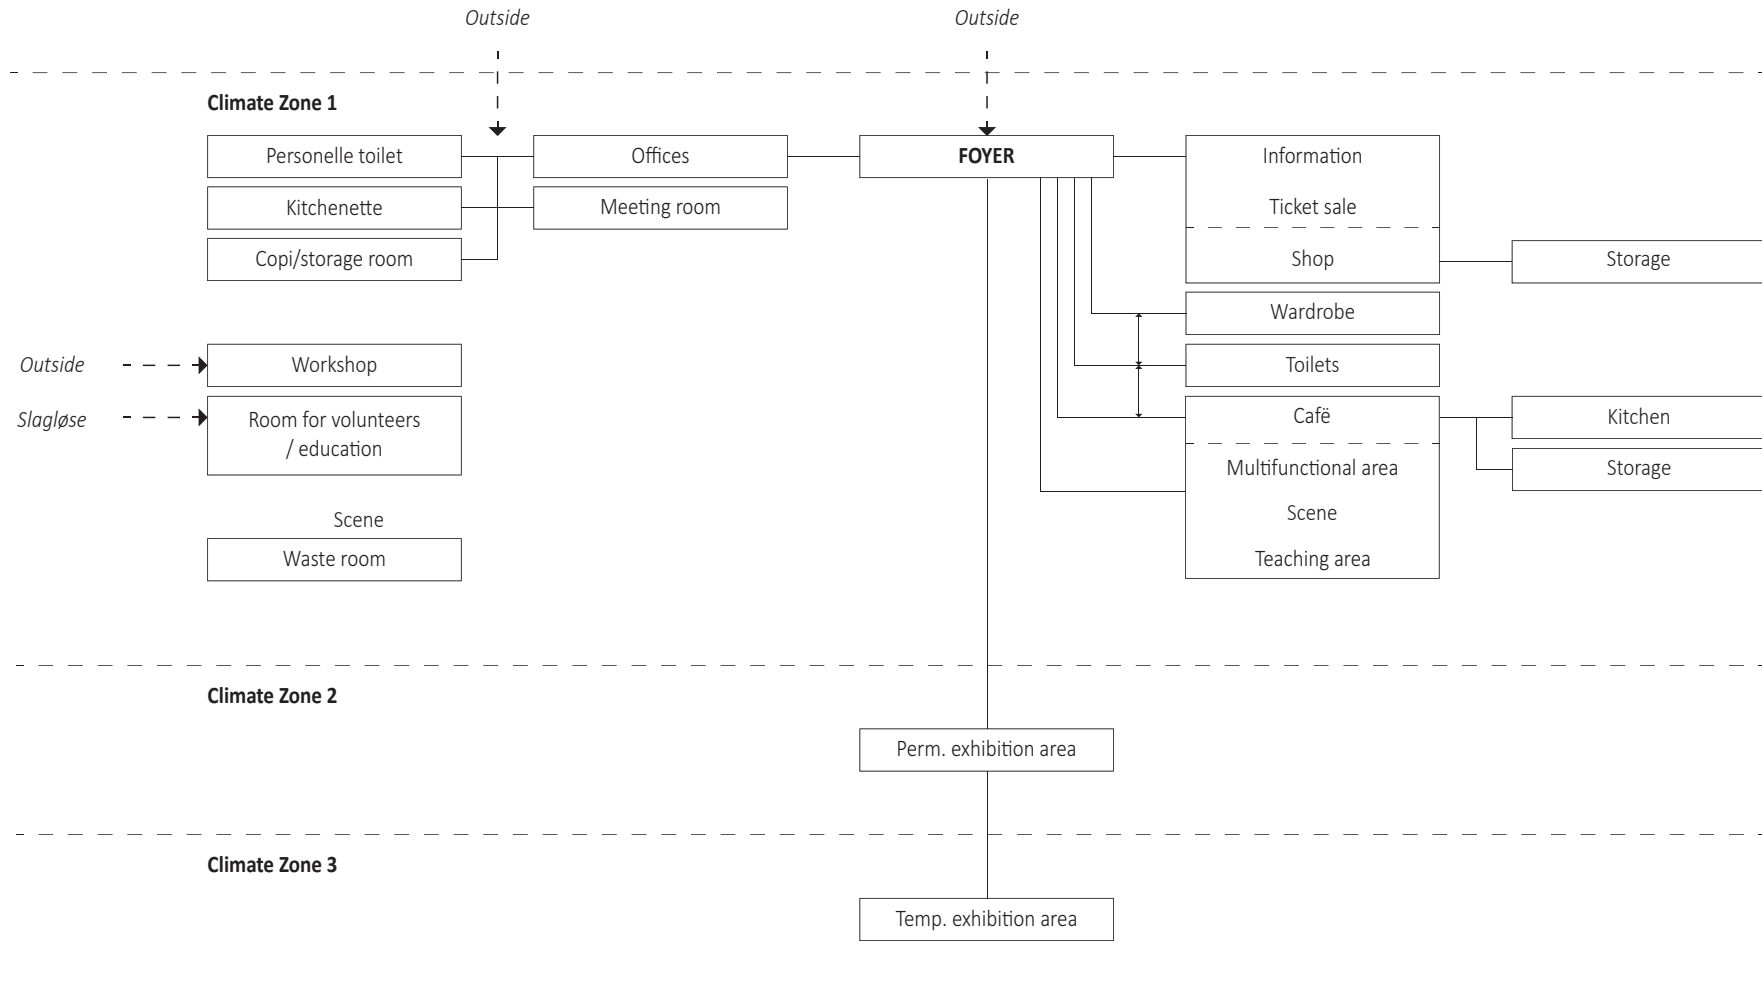 Outside
Outside
Climate Zone 1
Personelle toilet
Offices
FOYER
Information
Kitchenette
Meeting room
Ticket sale
Copi/storage room
Shop
Storage
Wardrobe
Outside
Workshop
Toilets
Slagløse
Room for volunteers
/ education
Cafë
Kitchen
Multifunctional area
Storage
Scene
Scene
Waste room
Teaching area
Climate Zone 2
Perm. exhibition area
Climate Zone 3
Temp. exhibition area